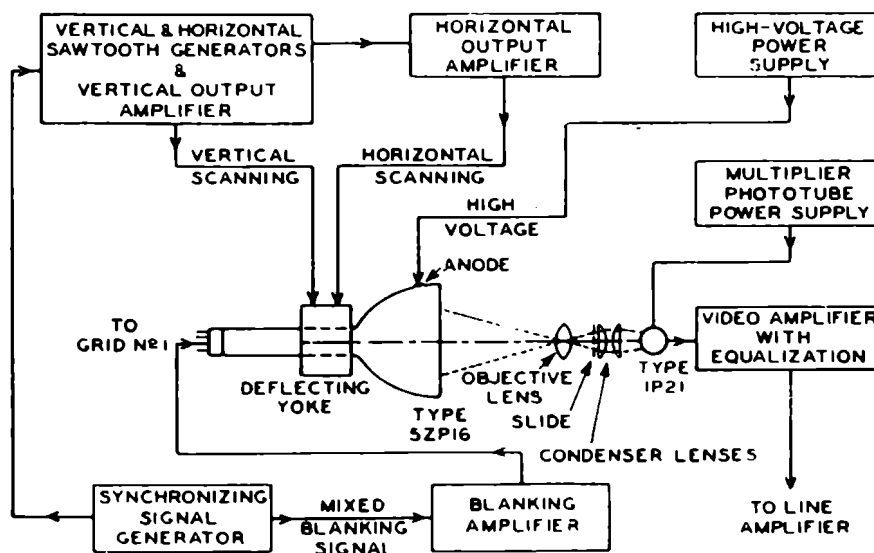 VERTICAL & HORIZONTAL
SAWTOOTH GENERATORS
&
VERTICAL OUTPUT
AMPLIFIER
HORIZONTAL
OUTPUT
AMPLIFIER
HIGH-VOLTAGE
POWER
SUPPLY
VERTICAL
SCANNING
HORIZONTAL
SCANNING
HIGH
VOLTAGE
MULTIPLIER
PHOTOTUBE
POWER SUPPLY
ANODE
TO
GRID Nº1
DEFLECTING
YOKE
TYPE
5ZP16
OBJECTIVE
LENS
SLIDE
CONDENSER LENSES
TYPE
1P21
VIDEO AMPLIFIER
WITH
EQUALIZATION
SYNCHRONIZING
SIGNAL
GENERATOR
MIXED
BLANKING
SIGNAL
BLANKING
AMPLIFIER
TO LINE
AMPLIFIER